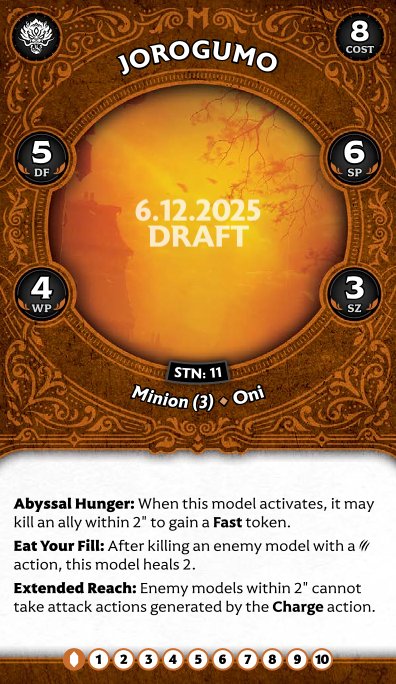 8
COST
JOROGUMO
5
DF
6
SP
6.12.2025
DRAFT
4
WP
3
SZ
STN: 11
Minion (3) ⬥ Oni
Abyssal Hunger: When this model activates, it may
kill an ally within 2" to gain a Fast token.
Eat Your Fill: After killing an enemy model with a
action, this model heals 2.
Extended Reach: Enemy models within 2" cannot
take attack actions generated by the Charge action.
1 2 3 4 5 6 7 8 9 10